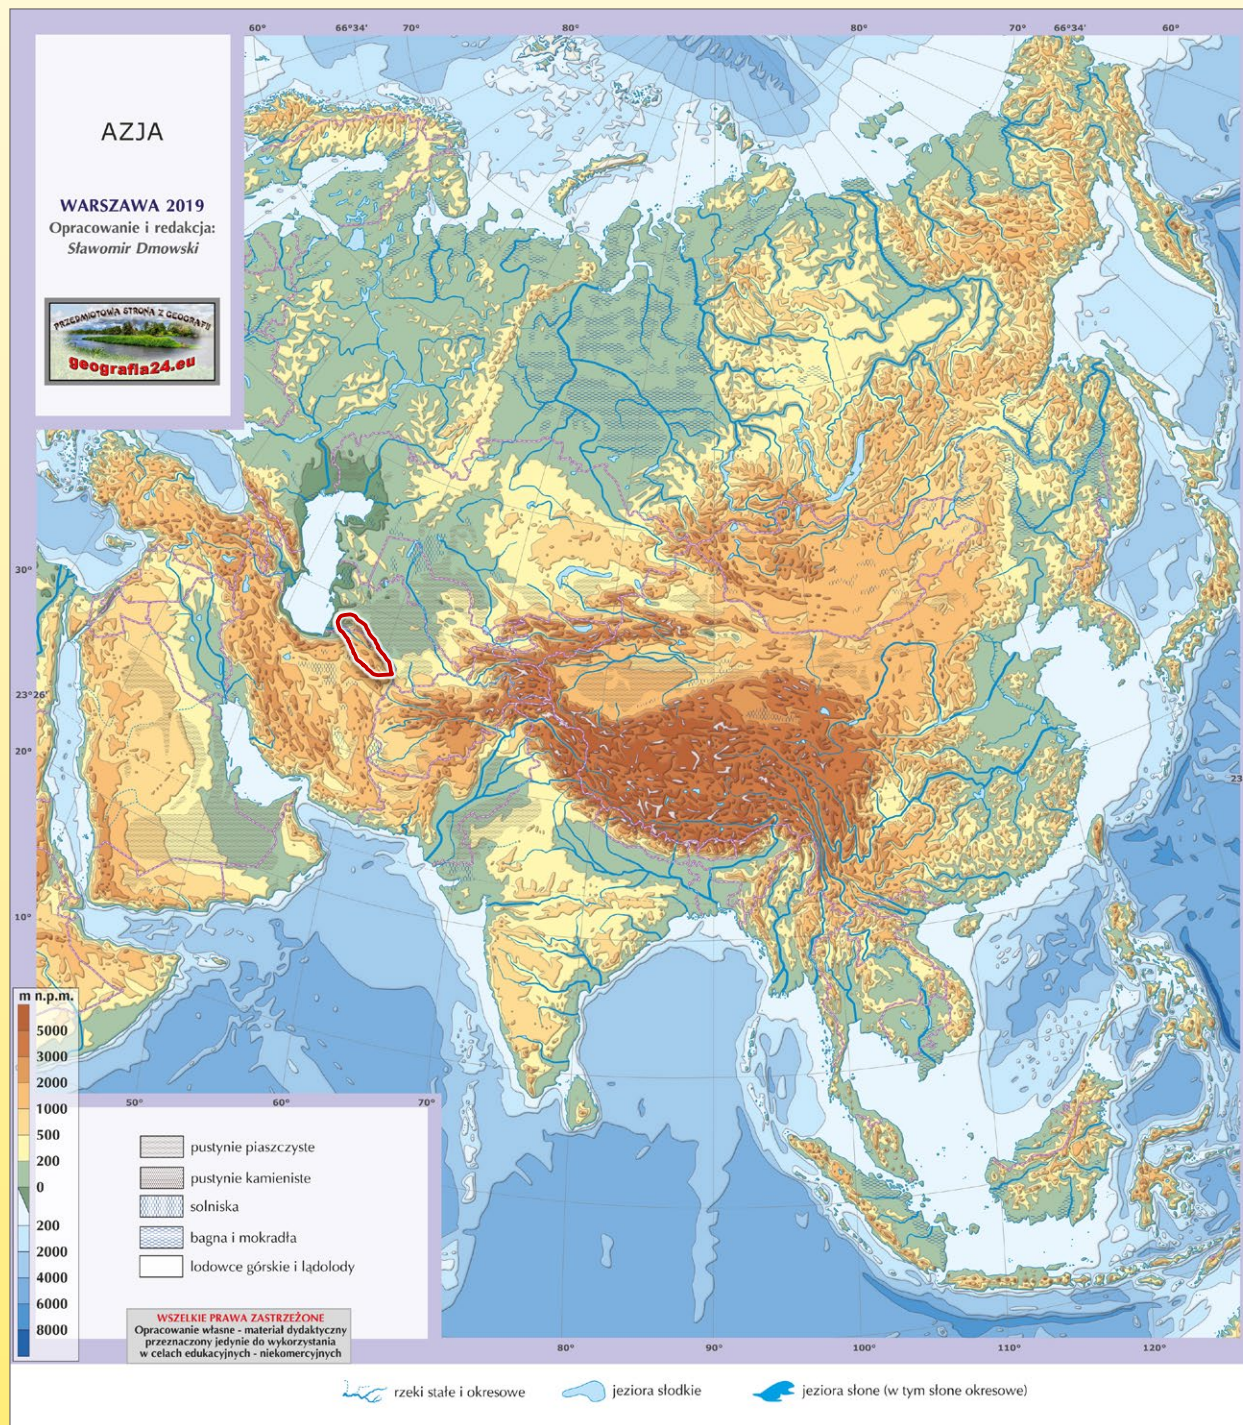 60°
66°34'
70°
80°
80°
70°
66°34'
60°
AZJA
WARSZAWA 2019
Opracowanie i redakcja:
Sławomir Dmowski
PRZEDMIOTOWA STRONA Z GEOGRAFII
geografia24.eu
30°
23°26'
20°
23
10°
m n.p.m.
5000
3000
2000
1000
500
200
0
200
2000
4000
6000
8000
50°
60°
70°
pustynie piaszczyste
pustynie kamieniste
solniska
bagna i mokradła
lodowce górskie i lądolody
WSZELKIE PRAWA ZASTRZEŻONE
Opracowanie własne - materiał dydaktyczny
przeznaczony jedynie do wykorzystania
w celach edukacyjnych - niekomercyjnych
80°
90°
100°
110°
120°
rzeki stałe i okresowe
jeziora słodkie
jeziora słone (w tym słone okresowe)